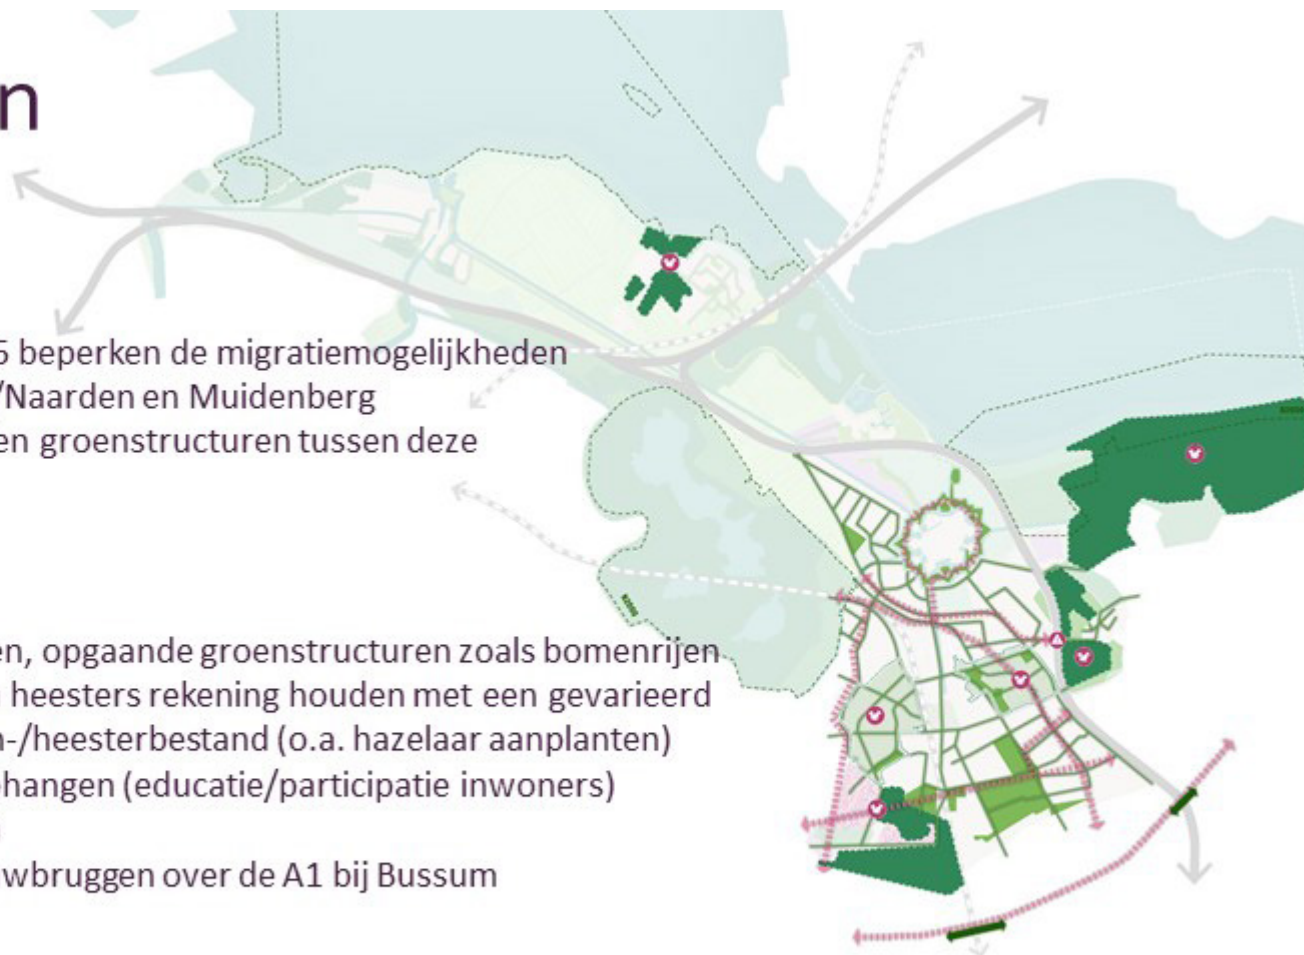 n
5 beperken de migratiemogelijkheden
/Naarden en Muidenberg
en groenstructuren tussen deze
en, opgaande groenstructuren zoals bomenrijen
heesters rekening houden met een gevarieerd
n-/heesterbestand (o.a. hazelaar aanplanten)
ehangen (educatie/participatie inwoners)
wbruggen over de A1 bij Bussum